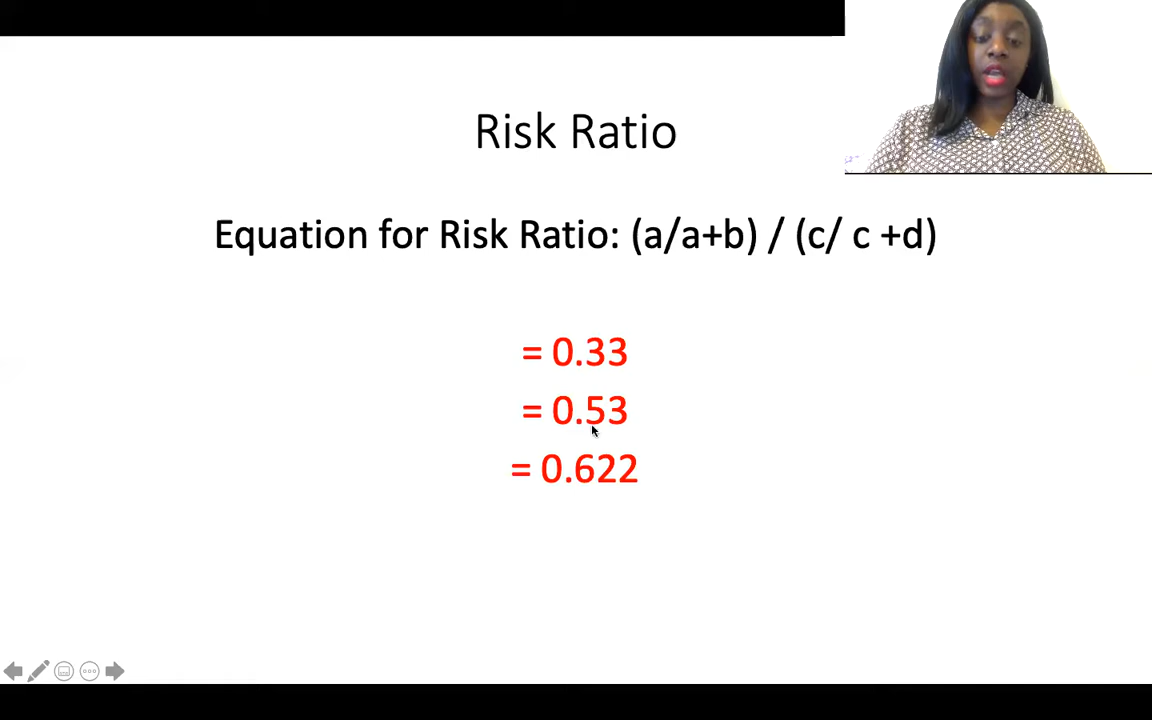 Risk Ratio
Equation for Risk Ratio: (a/a+b) / (c/ c +d)
= 0.33
= 0.53
= 0.622